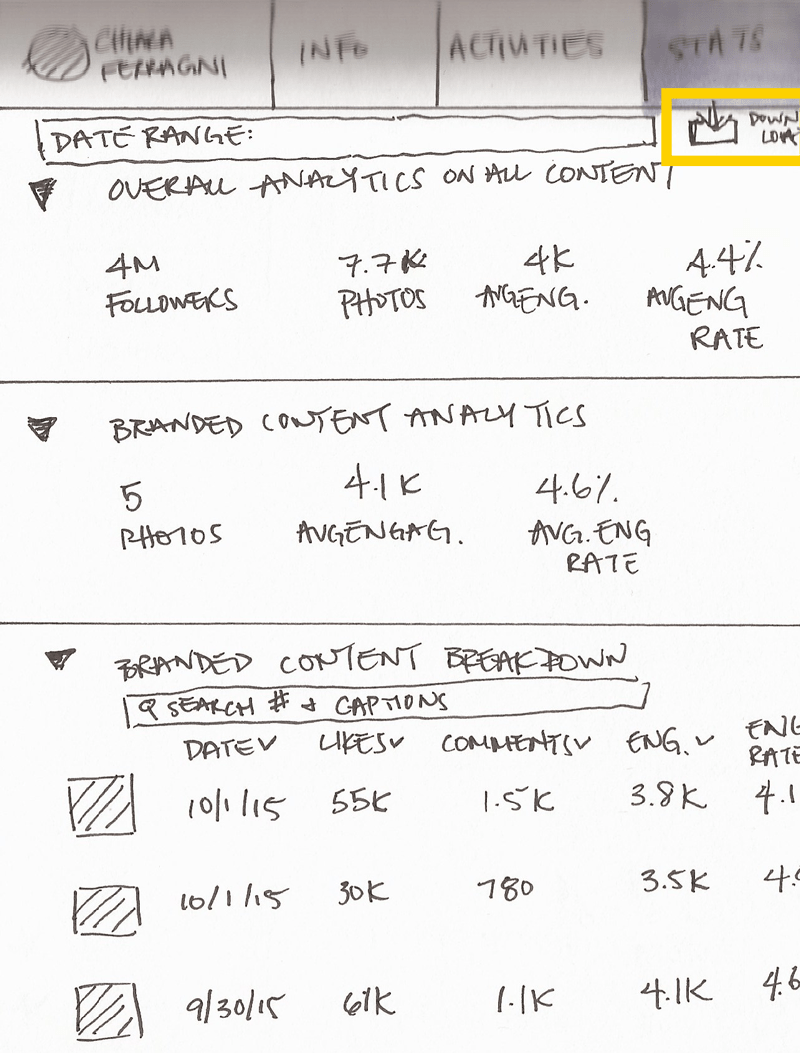 CHIARA
FERRAGNI
INFO
ACTIVITIES
STATS
DATE RANGE:
DOWN
LOA
OVERALL ANALYTICS ON ALL CONTENT
4M
FOLLOWERS
7.7K
PHOTOS
4K
AVG ENG.
4.4%
AVG ENG
RATE
BRANDED CONTENT ANALYTICS
5
PHOTOS
4.1K
AVG ENGAG.
4.6%
AVG. ENG
RATE
BRANDED CONTENT BREAKDOWN
SEARCH # + CAPTIONS
DATE LIKES COMMENTS ENG. ENG
RATE
10/1/15 55K 1.5K 3.8K 4.1
10/1/15 30K 780 3.5K 4.
9/30/15 61K 1.1K 4.1K 4.6